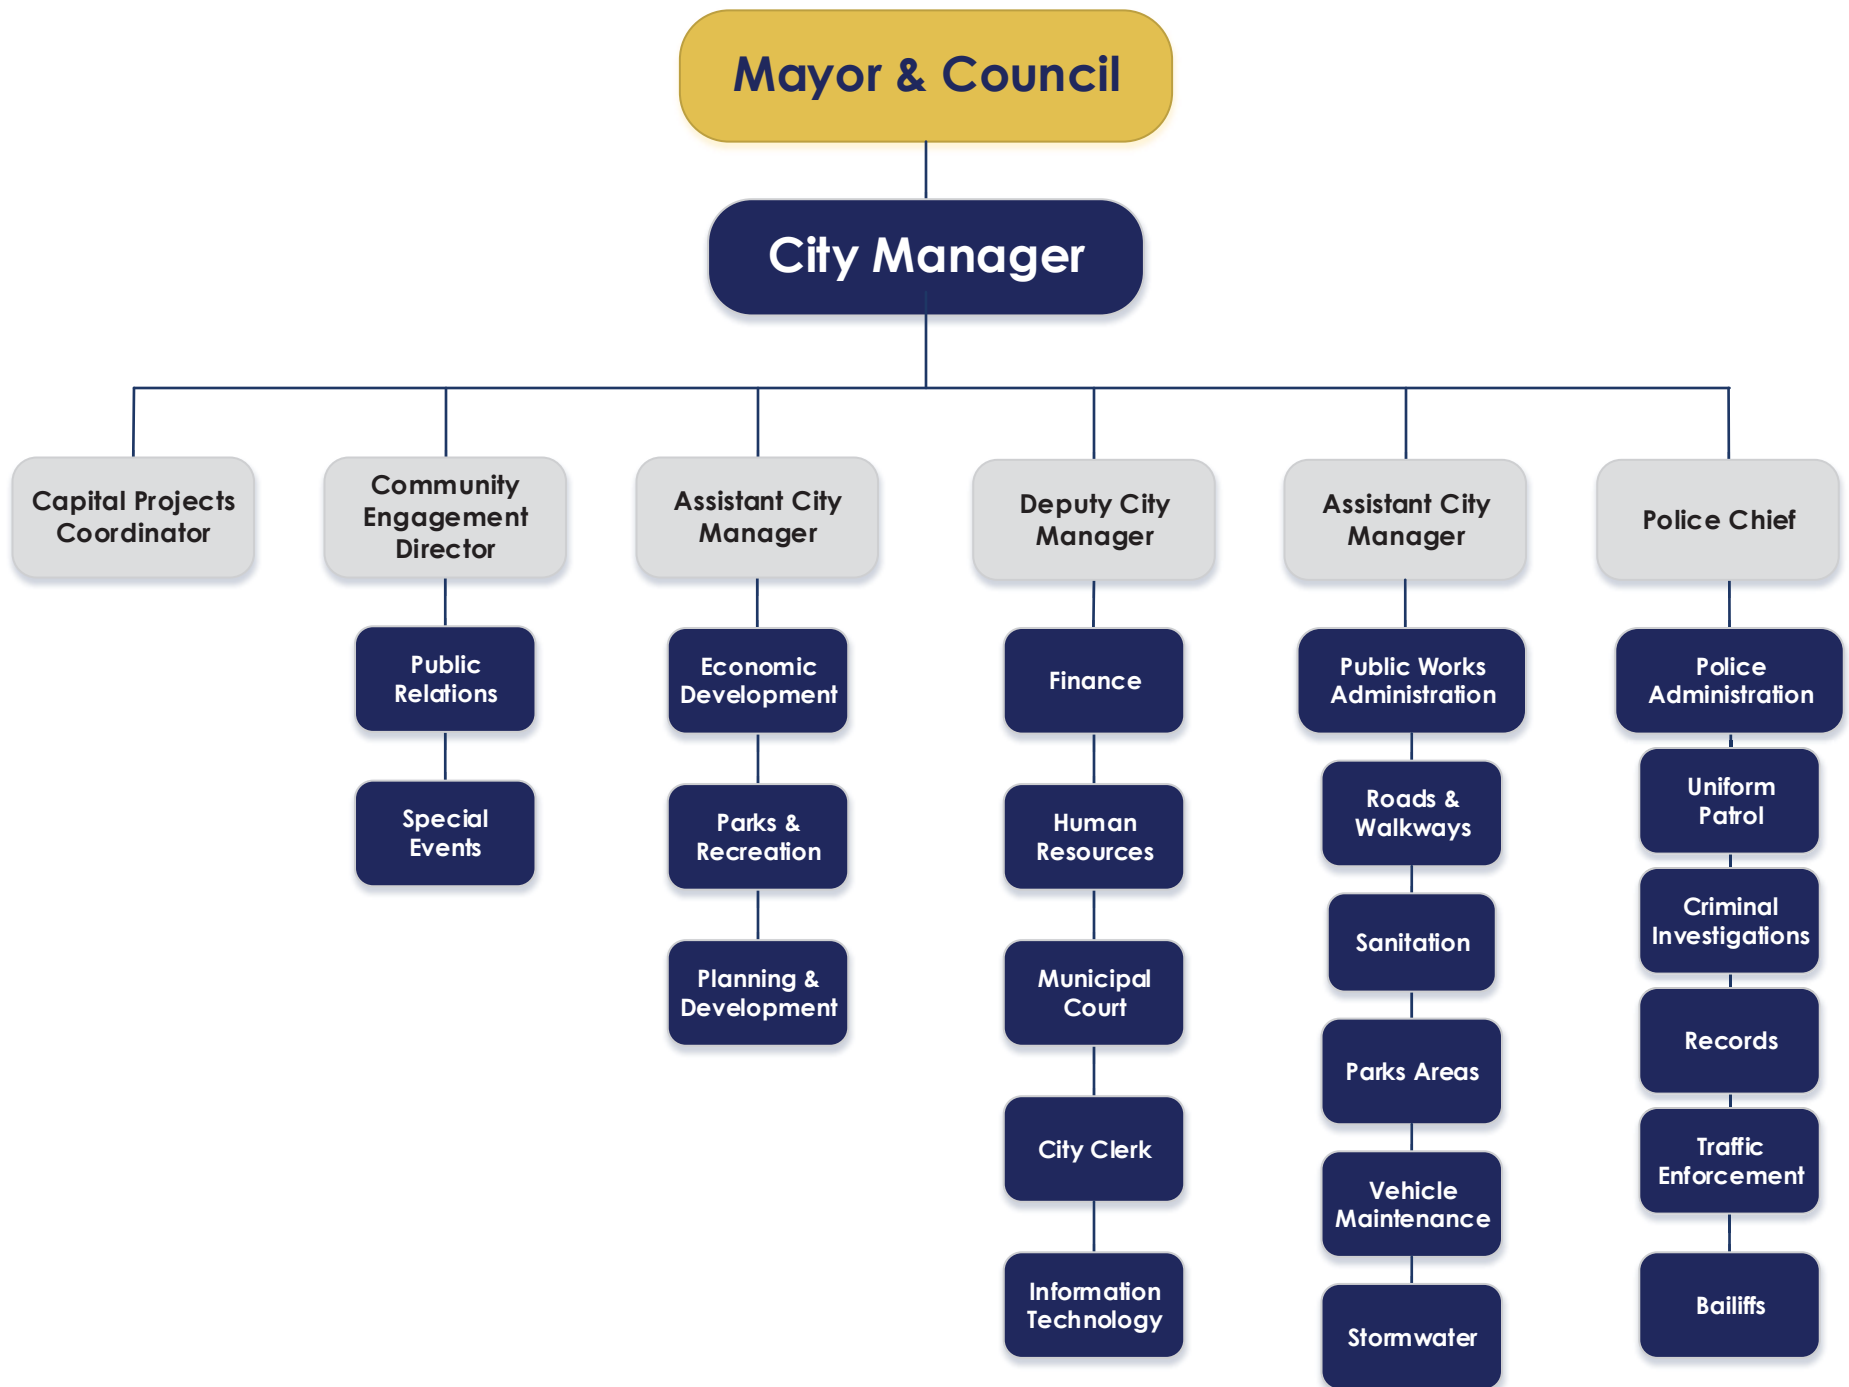 Mayor & Council
City Manager
Capital Projects
Coordinator
Community
Engagement
Director
Assistant City
Manager
Deputy City
Manager
Assistant City
Manager
Police Chief
Public
Relations
Special
Events
Economic
Development
Parks &
Recreation
Planning &
Development
Finance
Human
Resources
Municipal
Court
City Clerk
Information
Technology
Public Works
Administration
Roads &
Walkways
Sanitation
Parks Areas
Vehicle
Maintenance
Stormwater
Police
Administration
Uniform
Patrol
Criminal
Investigations
Records
Traffic
Enforcement
Bailiffs